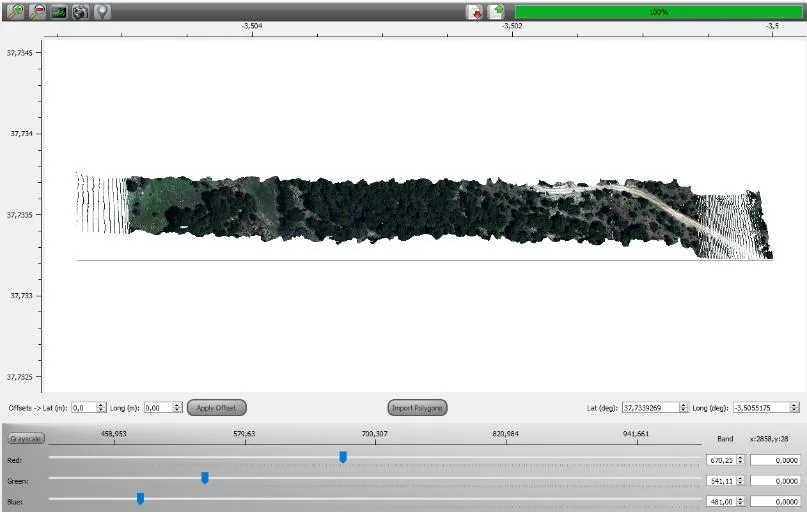 100%
-3,504 -3,502 -3,5
37,7345
37,734
37,7335
37,733
37,7325
Offsets -> Lat (m): 0,0 Long (m): 0,00 Apply Offset Import Polygons Lat (deg): 37,7339269 Long (deg): -3,5055175
Grayscale 458,953 579,63 700,307 820,984 941,661 Band x:2858,y:28
Red: 670,25 0,0000
Green: 541,11 0,0000
Blue: 481,00 0,0000